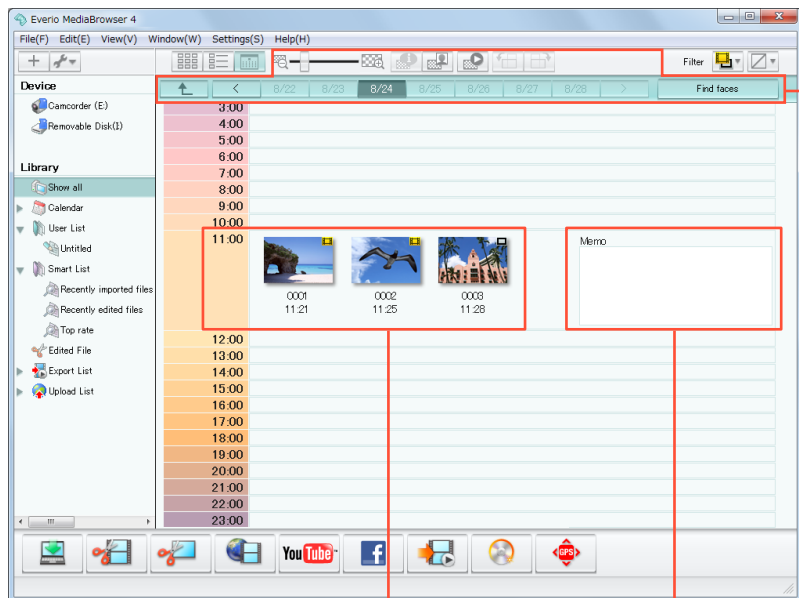 Everio MediaBrowser 4
File(F) Edit(E) View(V) Window(W) Settings(S) Help(H)
Filter
Device
Camcorder (E:)
Removable Disk(I)
Library
Show all
Calendar
User List
Untitled
Smart List
Recently imported files
Recently edited files
Top rate
Edited File
Export List
Upload List
< 8/22 8/23 8/24 8/25 8/26 8/27 8/28 > Find faces
3:00
4:00
5:00
6:00
7:00
8:00
9:00
10:00
11:00
0001 0002 0003
11:21 11:25 11:28
Memo
12:00
13:00
14:00
15:00
16:00
17:00
18:00
19:00
20:00
21:00
22:00
23:00
YouTube f GPS